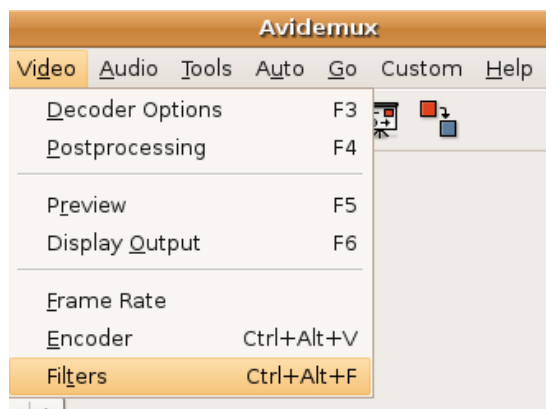 Avidemux
Video Audio Tools Auto Go Custom Help
Decoder Options F3
Postprocessing F4
Preview F5
Display Output F6
Frame Rate
Encoder Ctrl+Alt+V
Filters Ctrl+Alt+F